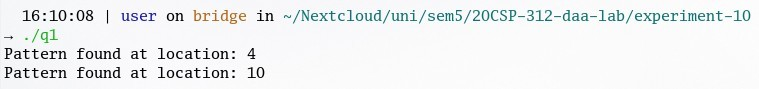 16:10:08 | user on bridge in ~/Nextcloud/uni/sem5/20CSP-312-daa-lab/experiment-10
→ ./q1
Pattern found at location: 4
Pattern found at location: 10